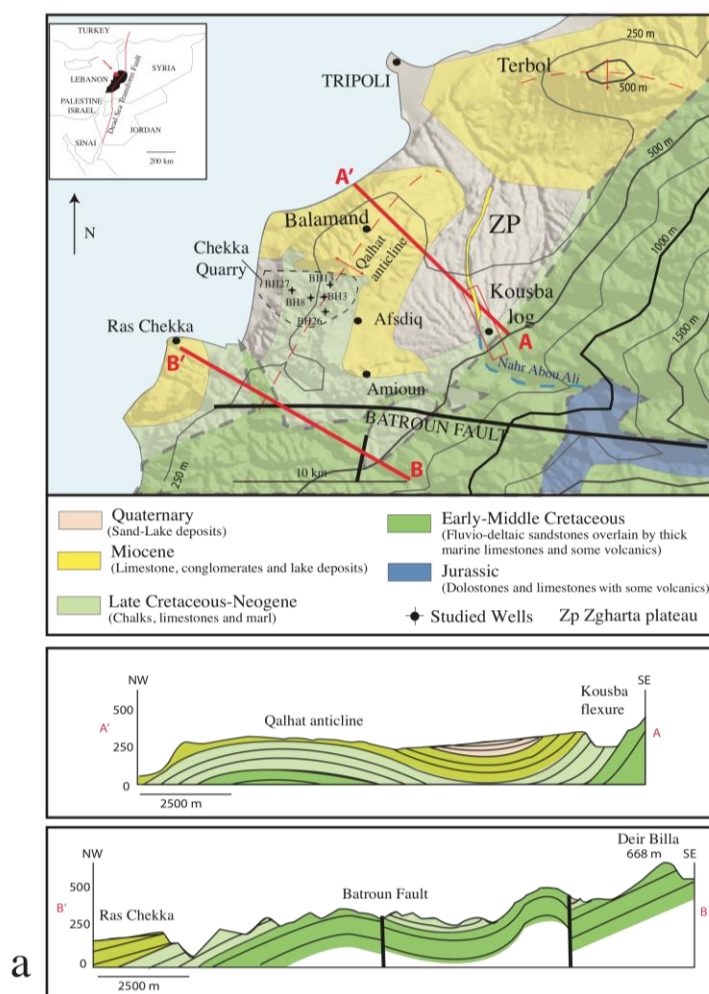 TURKEY
SYRIA
LEBANON
PALESTINE
ISRAEL
JORDAN
SINAI
Dead Sea Transform Fault
200 km
N
TRIPOLI
250 m
Terbol
500 m
500 m
1000 m
1500 m
A'
Balamand
ZP
Qalhat
anticline
Chekka
Quarry
BH13
BH27
BH8
BH3
BH26
Kousba
log
Afsdiq
A
Ras Chekka
B'
Nahr Abou Ali
Amioun
BATROUN FAULT
B
10 km
250 m
Quaternary
(Sand-Lake deposits)
Miocene
(Limestone, conglomerates and lake deposits)
Late Cretaceous-Neogene
(Chalks, limestones and marl)
Early-Middle Cretaceous
(Fluvio-deltaic sandstones overlain by thick
marine limestones and some volcanics)
Jurassic
(Dolostones and limestones with some volcanics)
Studied Wells Zp Zgharta plateau
NW
SE
500
250
0
A'
Qalhat anticline
Kousba
flexure
A
2500 m
NW
Deir Billa
668 m
SE
500
250
0
B'
Ras Chekka
Batroun Fault
B
2500 m
a